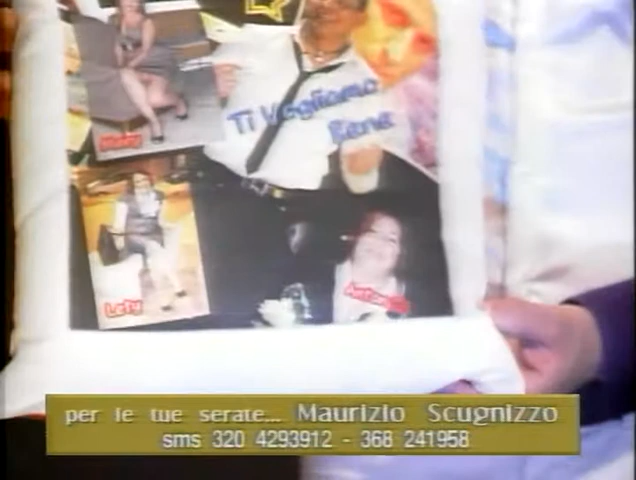 Ti Vogliamo
Bene
Lety
per le tue serate... Maurizio Scugnizzo
sms 320 4293912 - 368 241958